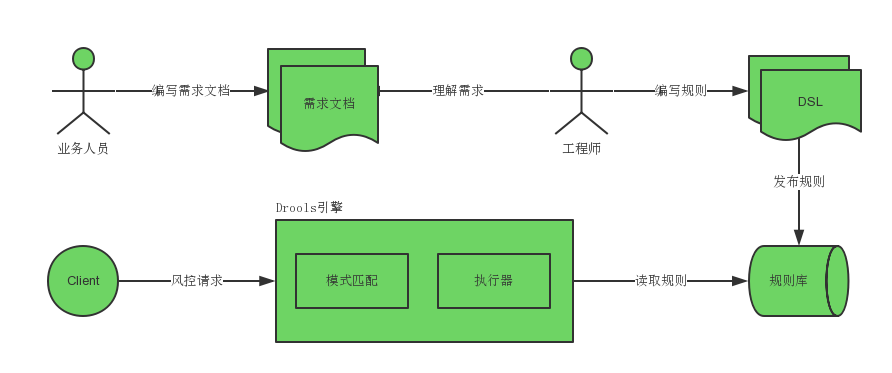 编写需求文档
需求文档
理解需求
编写规则
DSL
业务人员
工程师
发布规则
Drools引擎
Client
风控请求
模式匹配
执行器
读取规则
规则库